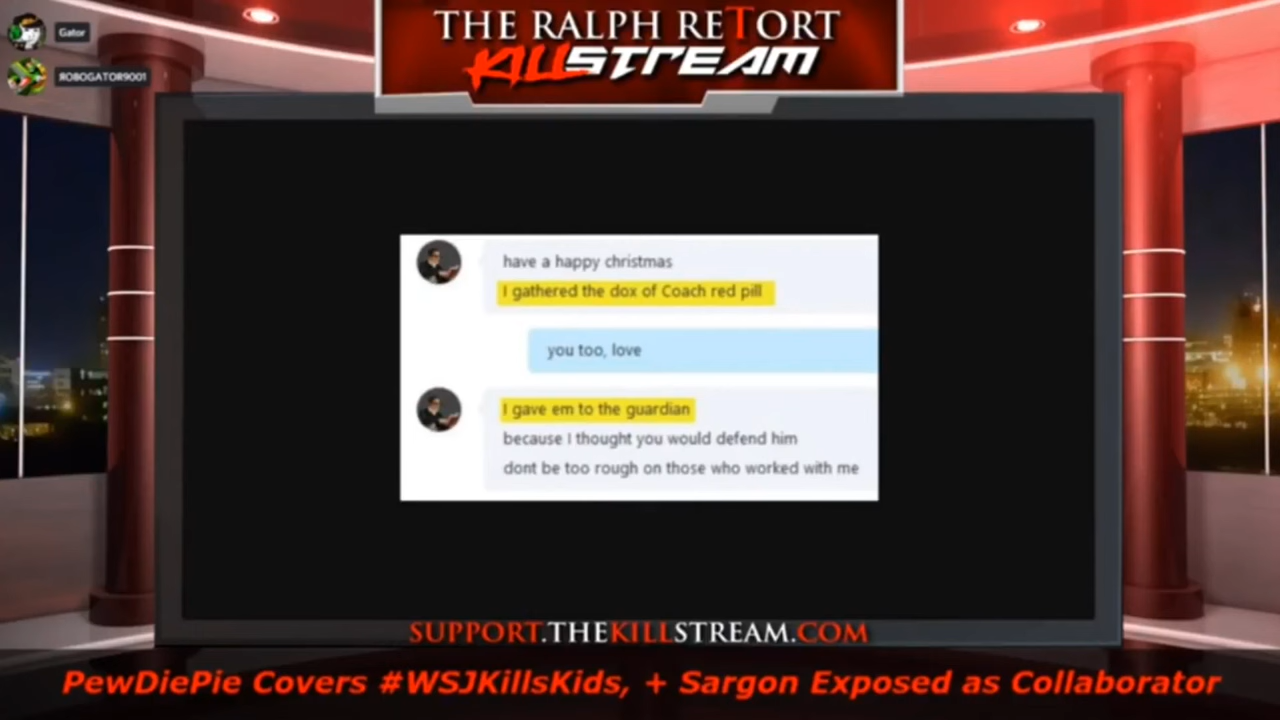 THE RALPH RETORT
KILLSTREAM
Gator
ROBOGATOR9001
have a happy christmas
I gathered the dox of Coach red pill
you too, love
I gave em to the guardian
because I thought you would defend him
dont be too rough on those who worked with me
SUPPORT.THEKILLSTREAM.COM
PewDiePie Covers #WSJKillsKids, + Sargon Exposed as Collaborator